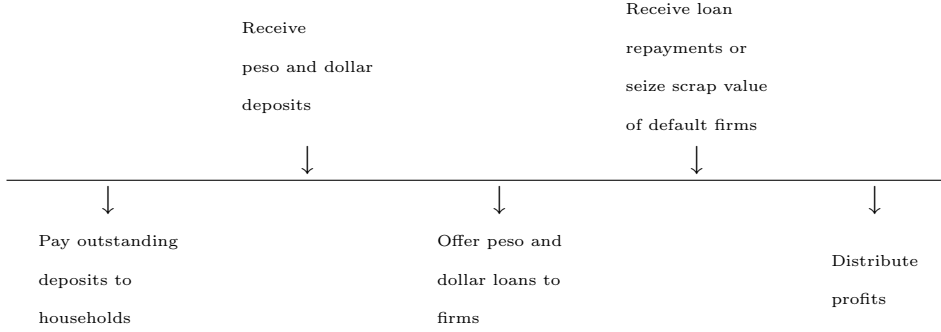 Receive
peso and dollar
deposits
Receive loan
repayments or
seize scrap value
of default firms
Pay outstanding
deposits to
households
Offer peso and
dollar loans to
firms
Distribute
profits